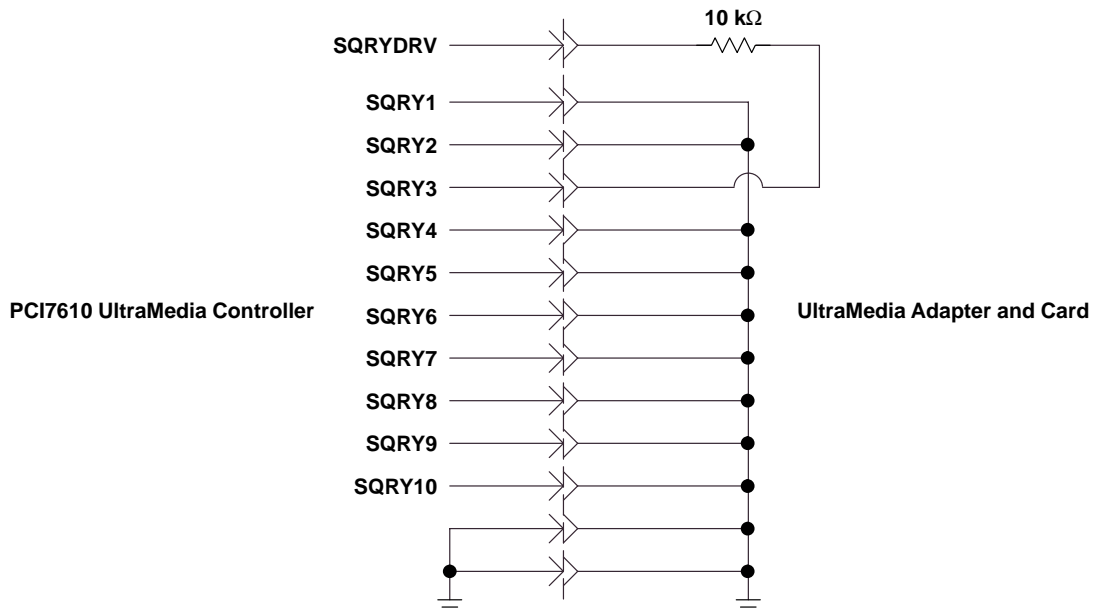 10 kΩ
SQRYDRV
SQRY1
SQRY2
SQRY3
SQRY4
SQRY5
PCI7610 UltraMedia Controller
SQRY6
UltraMedia Adapter and Card
SQRY7
SQRY8
SQRY9
SQRY10